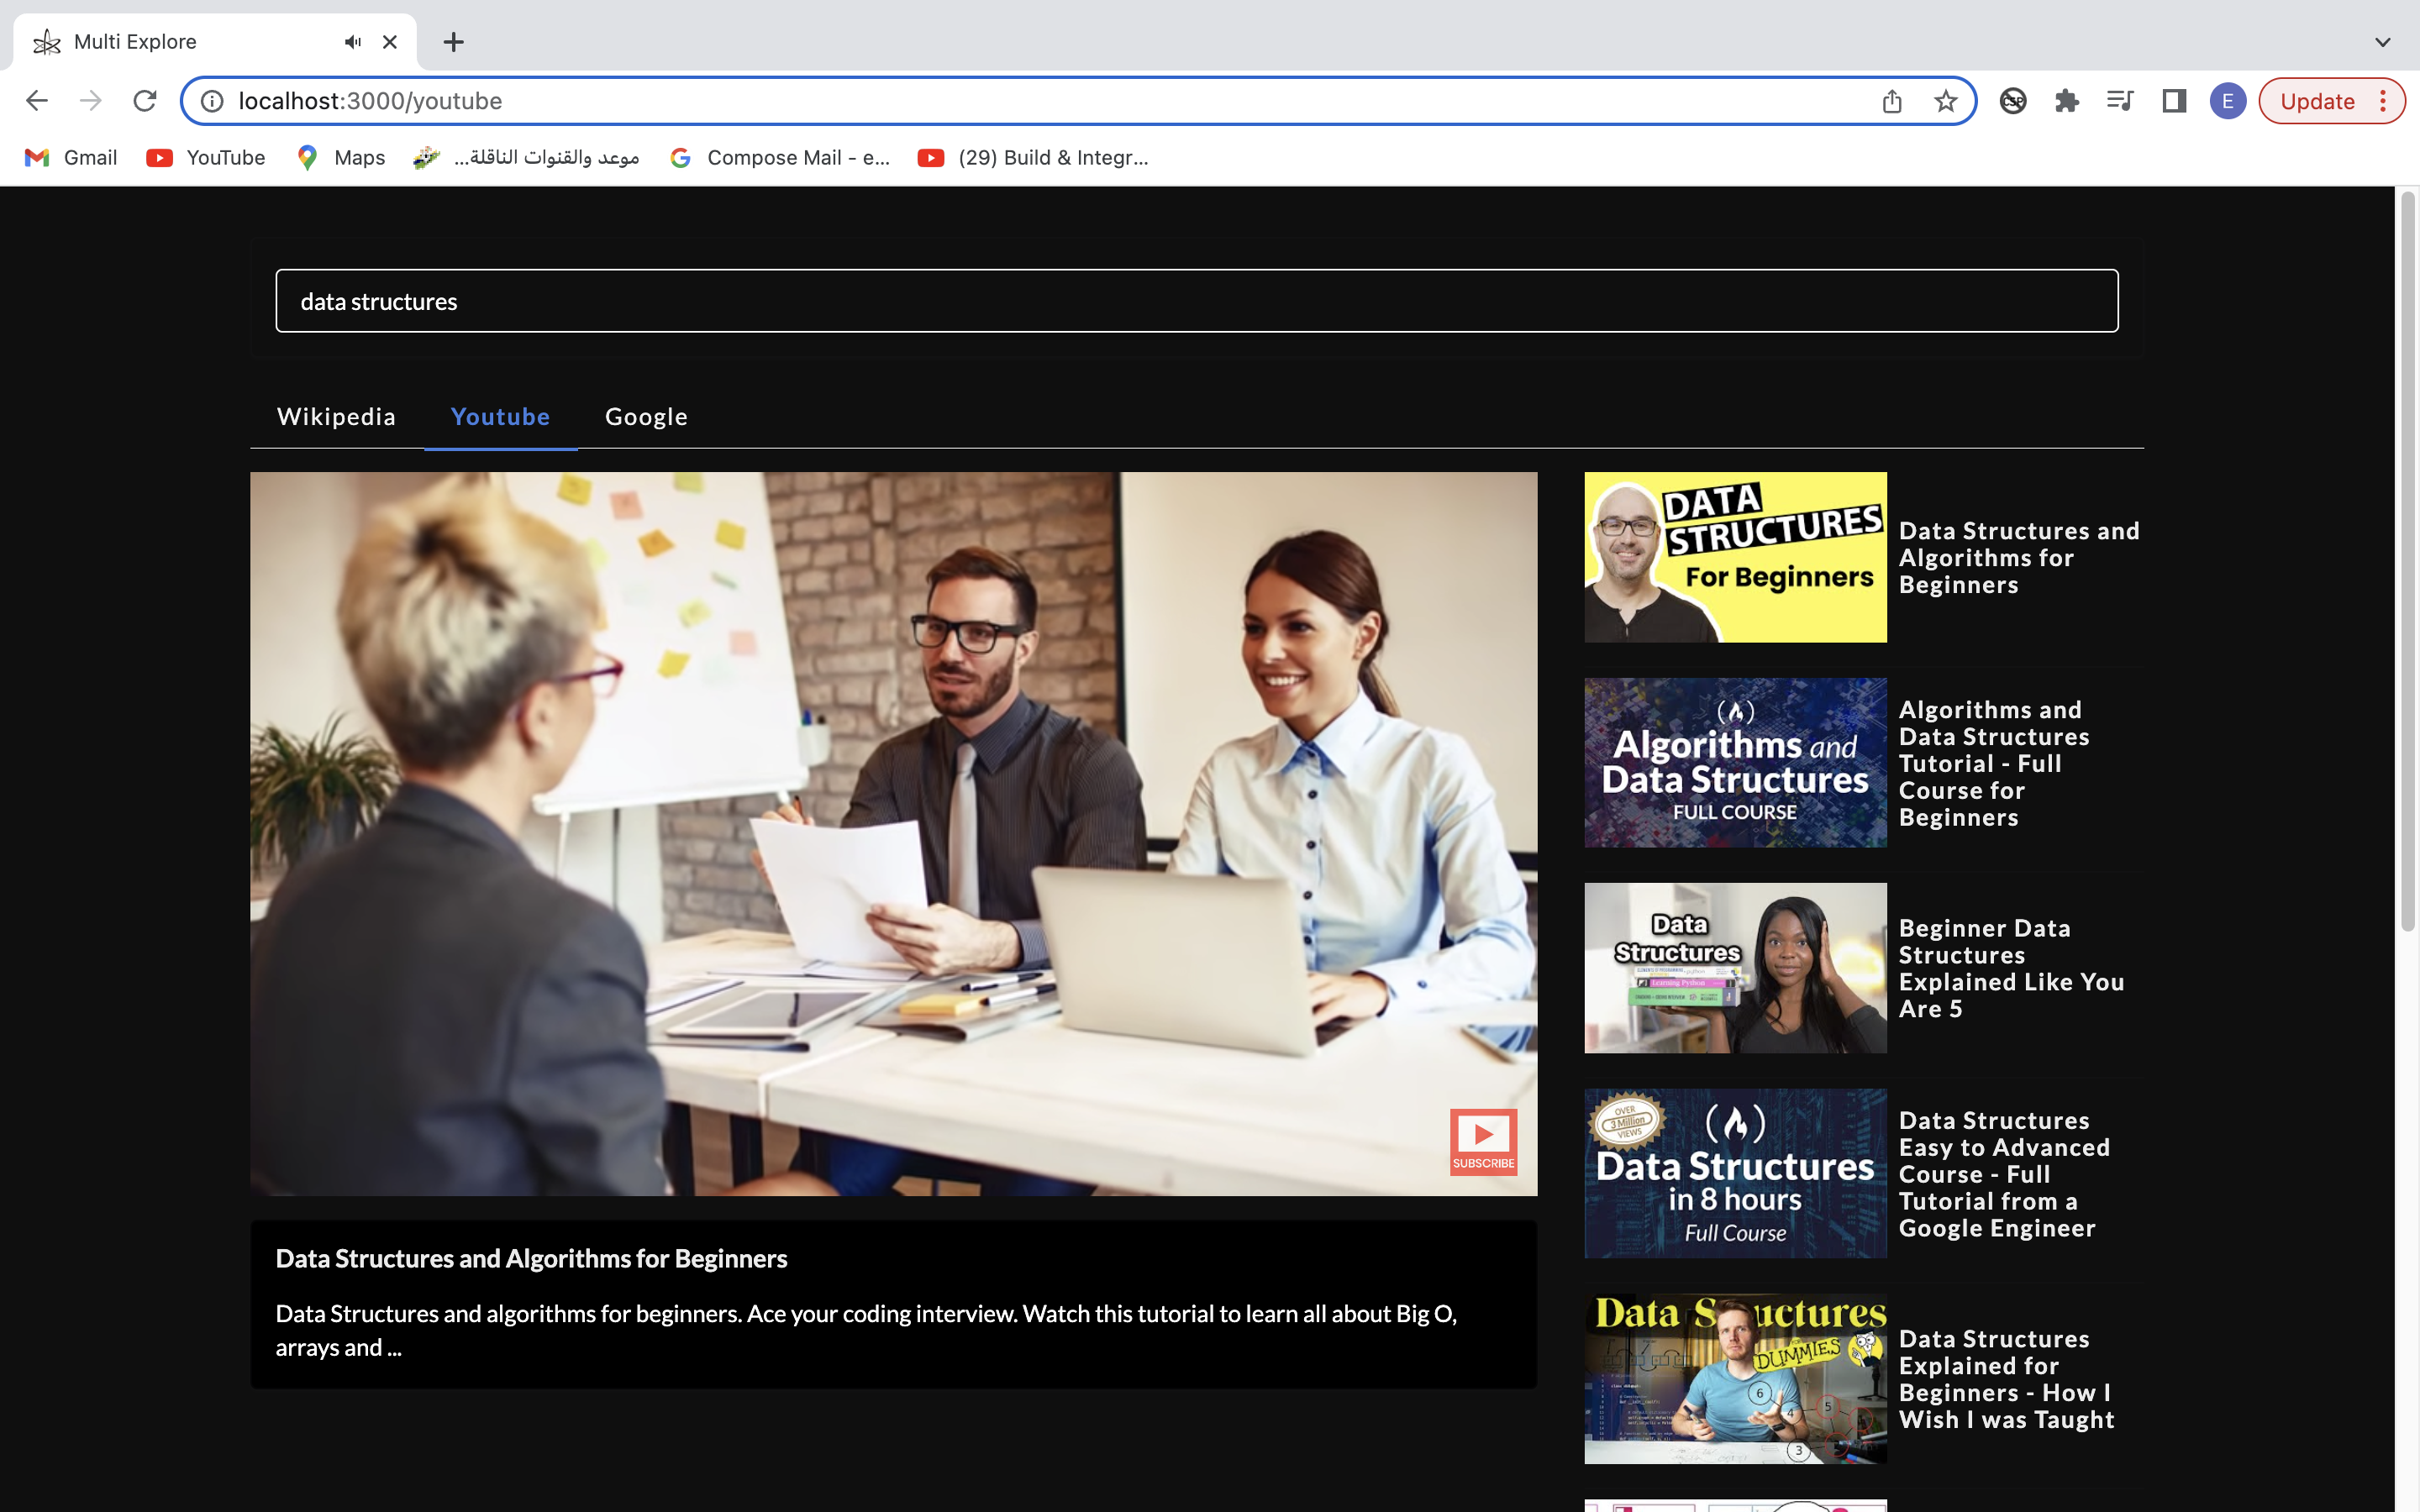 Multi Explore
localhost:3000/youtube
E
Update
Gmail
YouTube
Maps
موعد والقنوات الناقلة...
Compose Mail - e...
(29) Build & Integr...
data structures
Wikipedia
Youtube
Google
SUBSCRIBE
Data Structures and Algorithms for Beginners
Data Structures and algorithms for beginners. Ace your coding interview. Watch this tutorial to learn all about Big O,
arrays and ...
DATA
STRUCTURES
For Beginners
Data Structures and
Algorithms for
Beginners
Algorithms and
Data Structures
FULL COURSE
Algorithms and
Data Structures
Tutorial - Full
Course for
Beginners
Data
Structures
Learning Python
Beginner Data
Structures
Explained Like You
Are 5
OVER
3 Million
VIEWS
Data Structures
in 8 hours
Full Course
Data Structures
Easy to Advanced
Course - Full
Tutorial from a
Google Engineer
Data Structures
DUMMIES
6
4
5
3
Data Structures
Explained for
Beginners - How I
Wish I was Taught